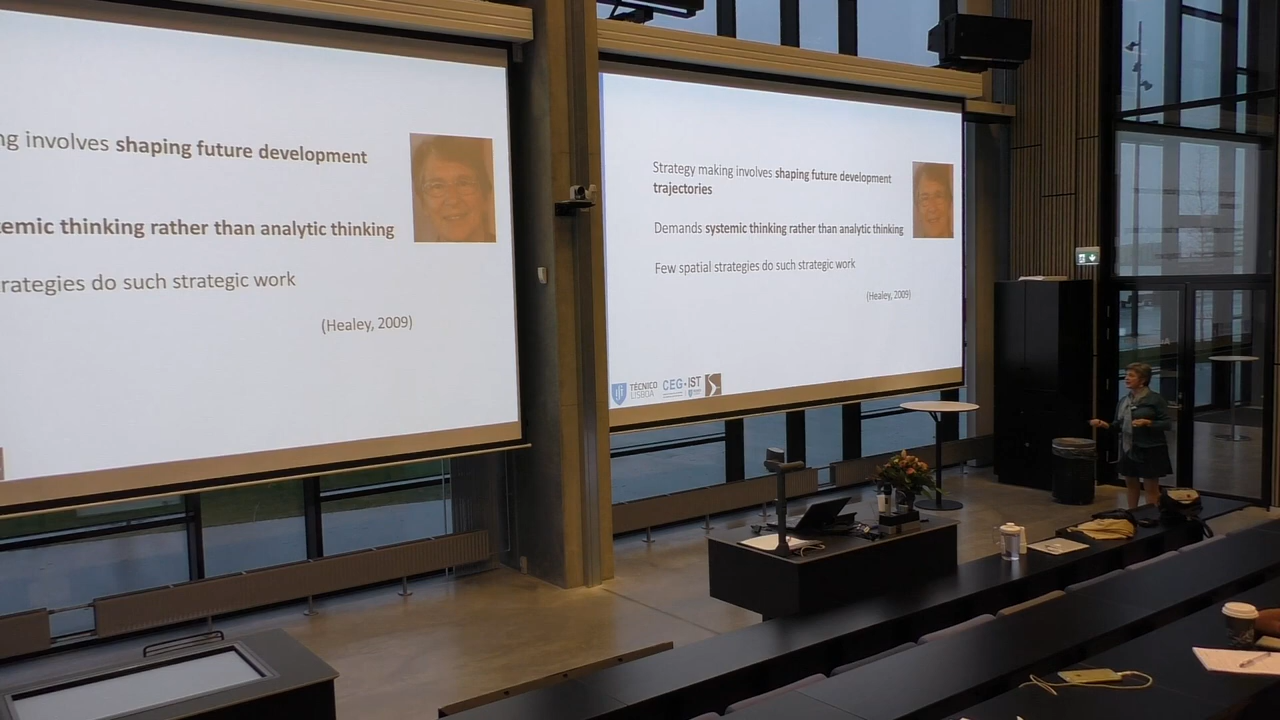 ng involves shaping future development
temic thinking rather than analytic thinking
rategies do such strategic work
(Healey, 2009)
Strategy making involves shaping future development
trajectories
Demands systemic thinking rather than analytic thinking
Few spatial strategies do such strategic work
(Healey, 2009)
TÉCNICO
LISBOA
CEG-IST